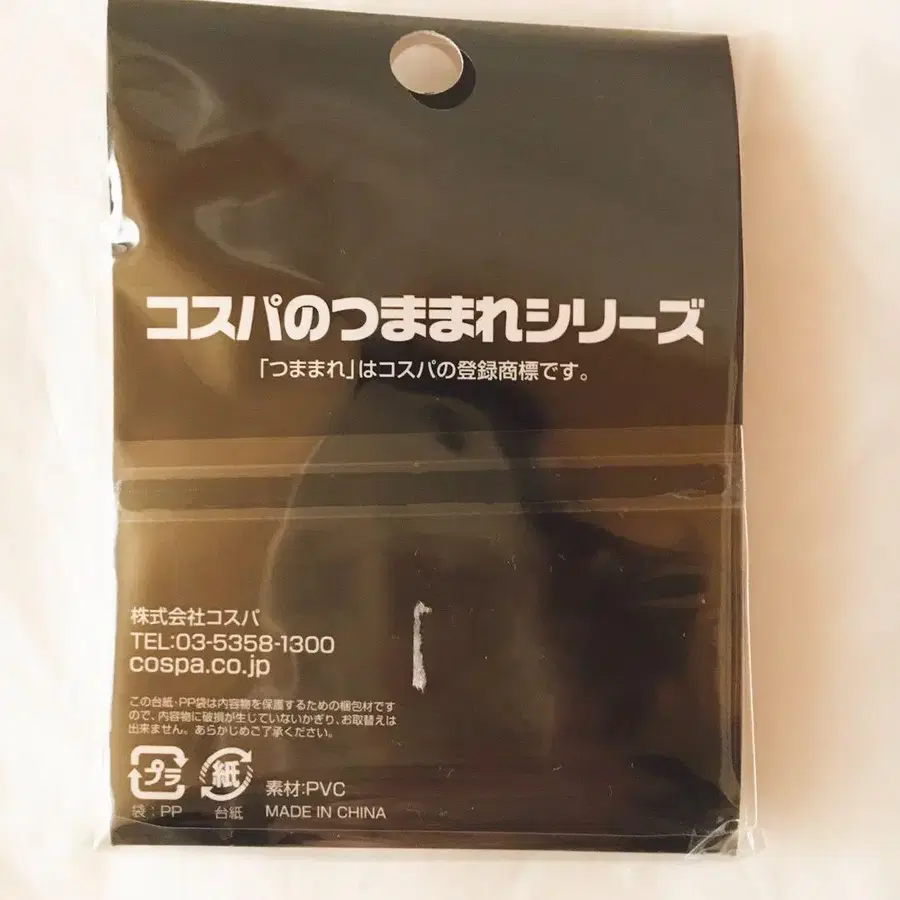 コスパのつままれシリーズ
「つままれ」はコスパの登録商標です。
株式会社コスパ
TEL:03-5358-1300
cospa.co.jp
この台紙・PP袋は内容物を保護するための梱包材です
ので、内容物に破損が生じていないかぎり、お取替えは
出来ません。あらかじめご了承ください。
プラ 紙 素材:PVC
袋:PP 台紙 MADE IN CHINA